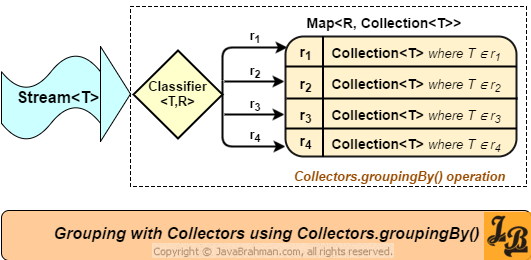 Map<R, Collection<T>>
Stream<T>
Classifier
<T,R>
r1
r2
r3
r4
r1 Collection<T> where T ∈ r1
r2 Collection<T> where T ∈ r2
r3 Collection<T> where T ∈ r3
r4 Collection<T> where T ∈ r4
Collectors.groupingBy() operation
Grouping with Collectors using Collectors.groupingBy()
JB
Copyright © JavaBrahman.com, all rights reserved.